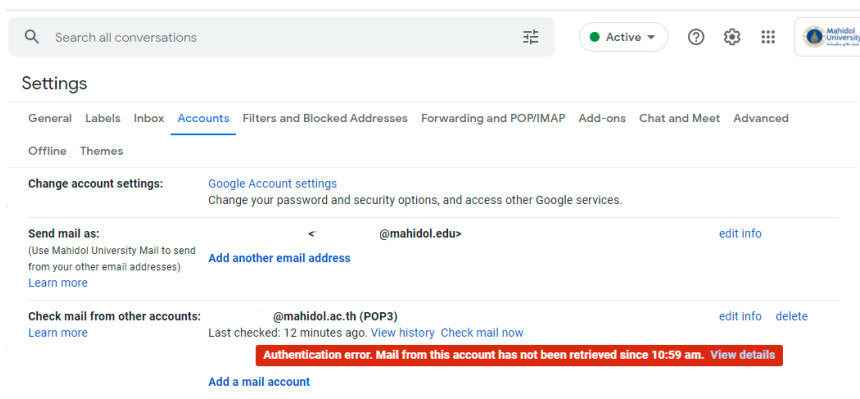 Search all conversations
Active
Mahidol
University
Settings
General Labels Inbox Accounts Filters and Blocked Addresses Forwarding and POP/IMAP Add-ons Chat and Meet Advanced
Offline Themes
Change account settings: Google Account settings
Change your password and security options, and access other Google services.
Send mail as: < @mahidol.edu> edit info
(Use Mahidol University Mail to send
from your other email addresses)
Add another email address
Learn more
Check mail from other accounts: @mahidol.ac.th (POP3) edit info delete
Learn more Last checked: 12 minutes ago. View history Check mail now
Authentication error. Mail from this account has not been retrieved since 10:59 am. View details
Add a mail account